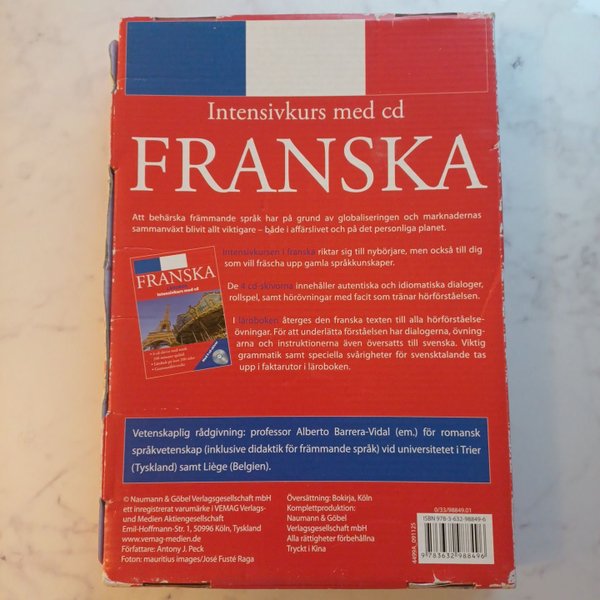 Intensivkurs med cd
FRANSKA
Att behärska främmande språk har på grund av globaliseringen och marknadernas
sammanväxt blivit allt viktigare – både i affärslivet och på det personliga planet.
Intensivkursen i franska riktar sig till nybörjare, men också till dig
som vill fräscha upp gamla språkkunskaper.
De 4 cd-skivorna innehåller autentiska och idiomatiska dialoger,
rollspel, samt hörövningar med facit som tränar hörförståelsen.
I läroboken återges den franska texten till alla hörförståelse-
övningar. För att underlätta förståelsen har dialogerna, övning-
arna och instruktionerna även översatts till svenska. Viktig
grammatik samt speciella svårigheter för svensktalande tas
upp i faktarutor i läroboken.
FRANSKA
Intensivkurs med cd
Vetenskaplig rådgivning: professor Alberto Barrera-Vidal (em.) för romansk
språkvetenskap (inklusive didaktik för främmande språk) vid universitetet i Trier
(Tyskland) samt Liège (Belgien).
© Naumann & Göbel Verlagsgesellschaft mbH
ett inregistrerat varumärke i VEMAG Verlags-
und Medien Aktiengesellschaft
Emil-Hoffmann-Str. 1, 50996 Köln, Tyskland
www.vemag-medien.de
Författare: Antony J. Peck
Foton: mauritius images/José Fusté Raga
Översättning: Bokirja, Köln
Komplettproduktion:
Naumann & Göbel
Verlagsgesellschaft mbH
Alla rättigheter förbehållna
Tryckt i Kina
0/33/98849.01
ISBN 978-3-632-98849-6
9 783632 988496
4499A_091125